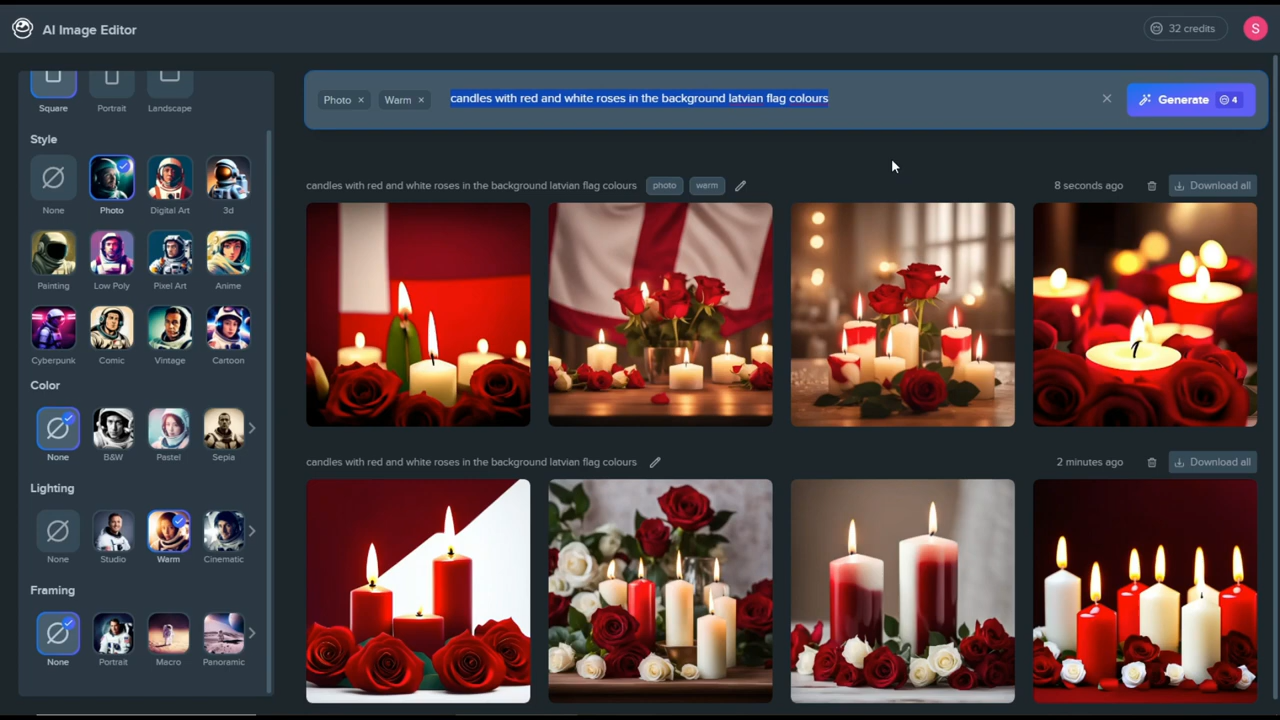 AI Image Editor
32 credits
S
Square
Portrait
Landscape
Style
None
Photo
Digital Art
3d
Painting
Low Poly
Pixel Art
Anime
Cyberpunk
Comic
Vintage
Cartoon
Color
None
B&W
Pastel
Sepia
Lighting
None
Studio
Warm
Cinematic
Framing
None
Portrait
Macro
Panoramic
Photo × Warm × candles with red and white roses in the background latvian flag colours
Generate 4
candles with red and white roses in the background latvian flag colours photo warm
8 seconds ago Download all
candles with red and white roses in the background latvian flag colours
2 minutes ago Download all